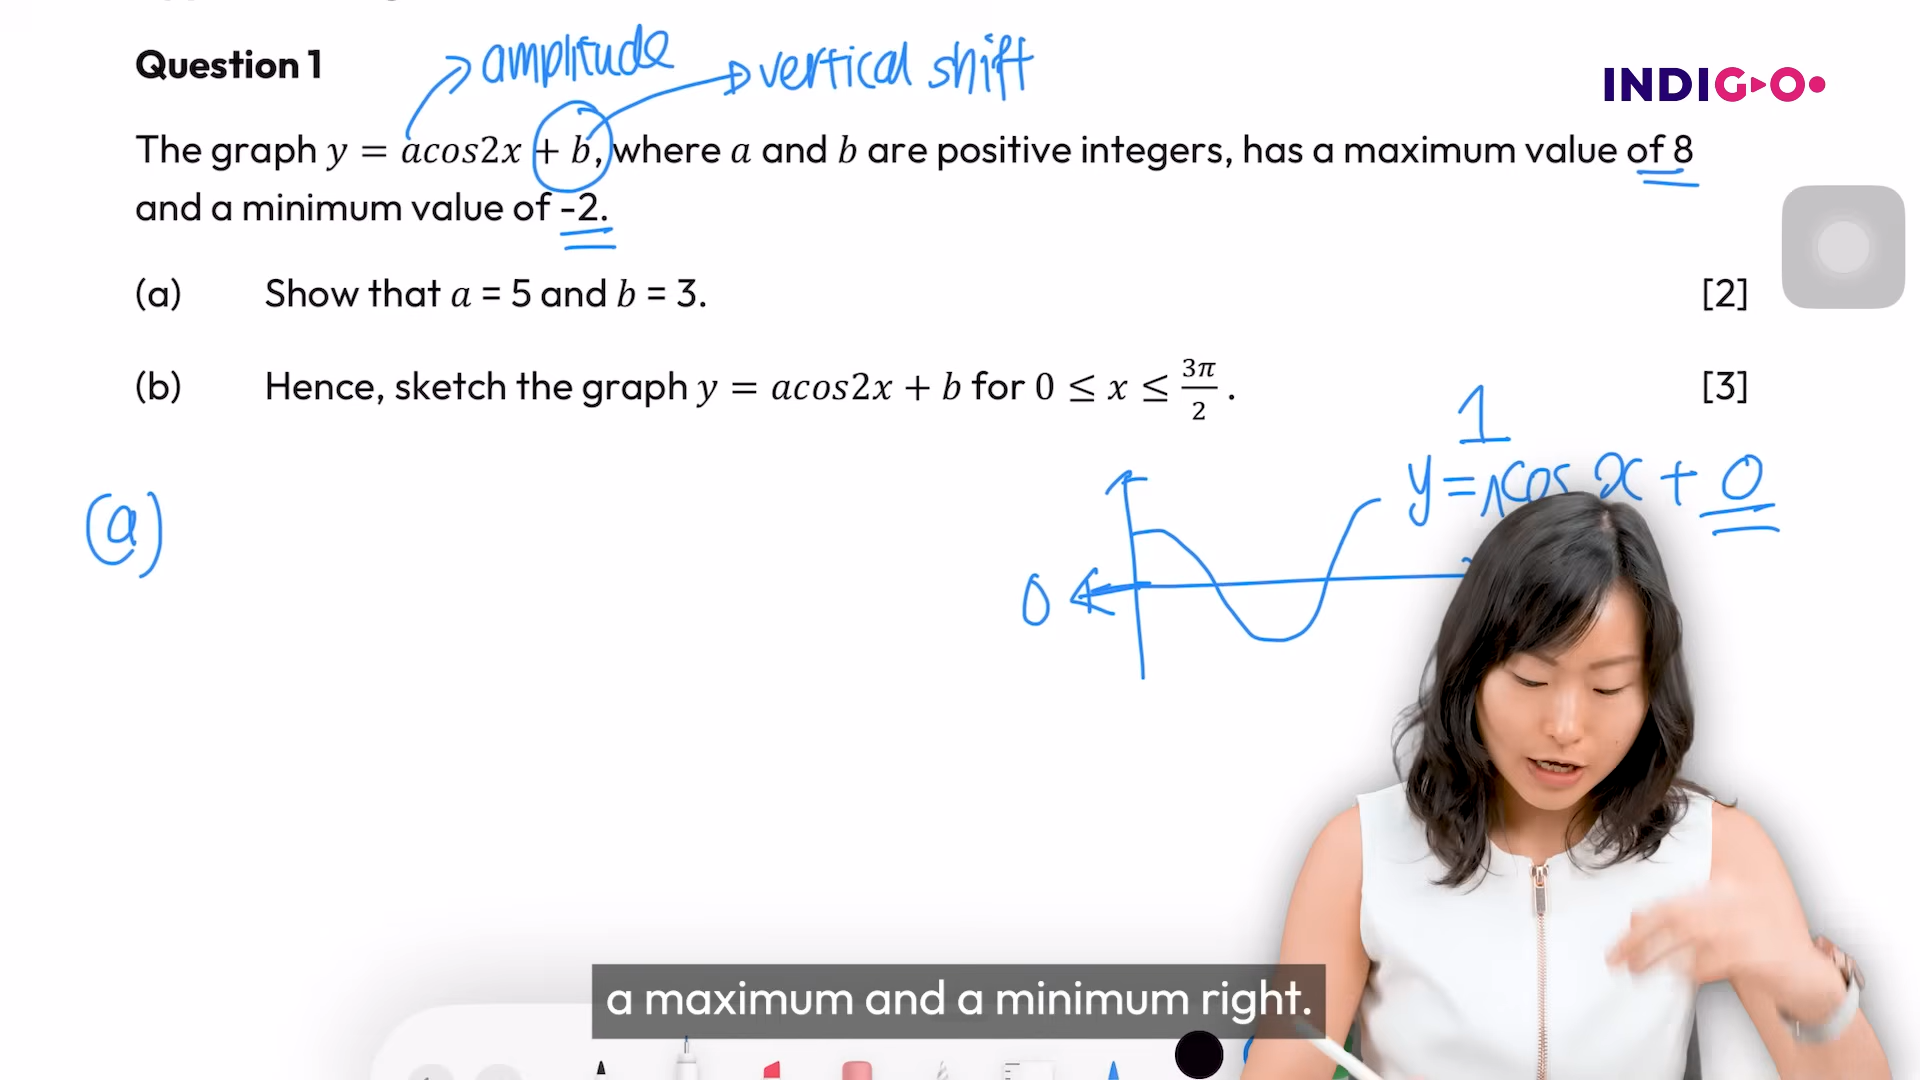 Question 1
amplitude
vertical shift
INDIGO
The graph y = acos2x + b, where a and b are positive integers, has a maximum value of 8
and a minimum value of -2.
(a) Show that a = 5 and b = 3. [2]
(b) Hence, sketch the graph y = acos2x + b for 0 ≤ x ≤ 3π/2 . [3]
1
y = 1cos x + 0
(a)
0
a maximum and a minimum right.